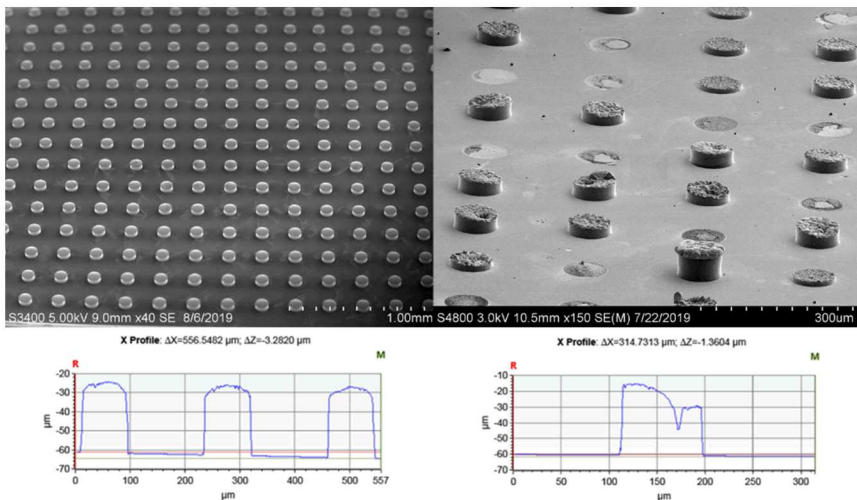 S3400 5.00kV 9.0mm x40 SE 8/6/2019
1.00mm
S4800 3.0kV 10.5mm x150 SE(M) 7/22/2019
300um
X Profile: ΔX=556.5482 µm; ΔZ=-3.2820 µm
R
M
-20
-30
-40
-50
-60
-70
µm
0
100
200
300
400
500
557
µm
X Profile: ΔX=314.7313 µm; ΔZ=-1.3604 µm
R
M
-10
-20
-30
-40
-50
-60
-70
µm
0
50
100
150
200
250
300
µm